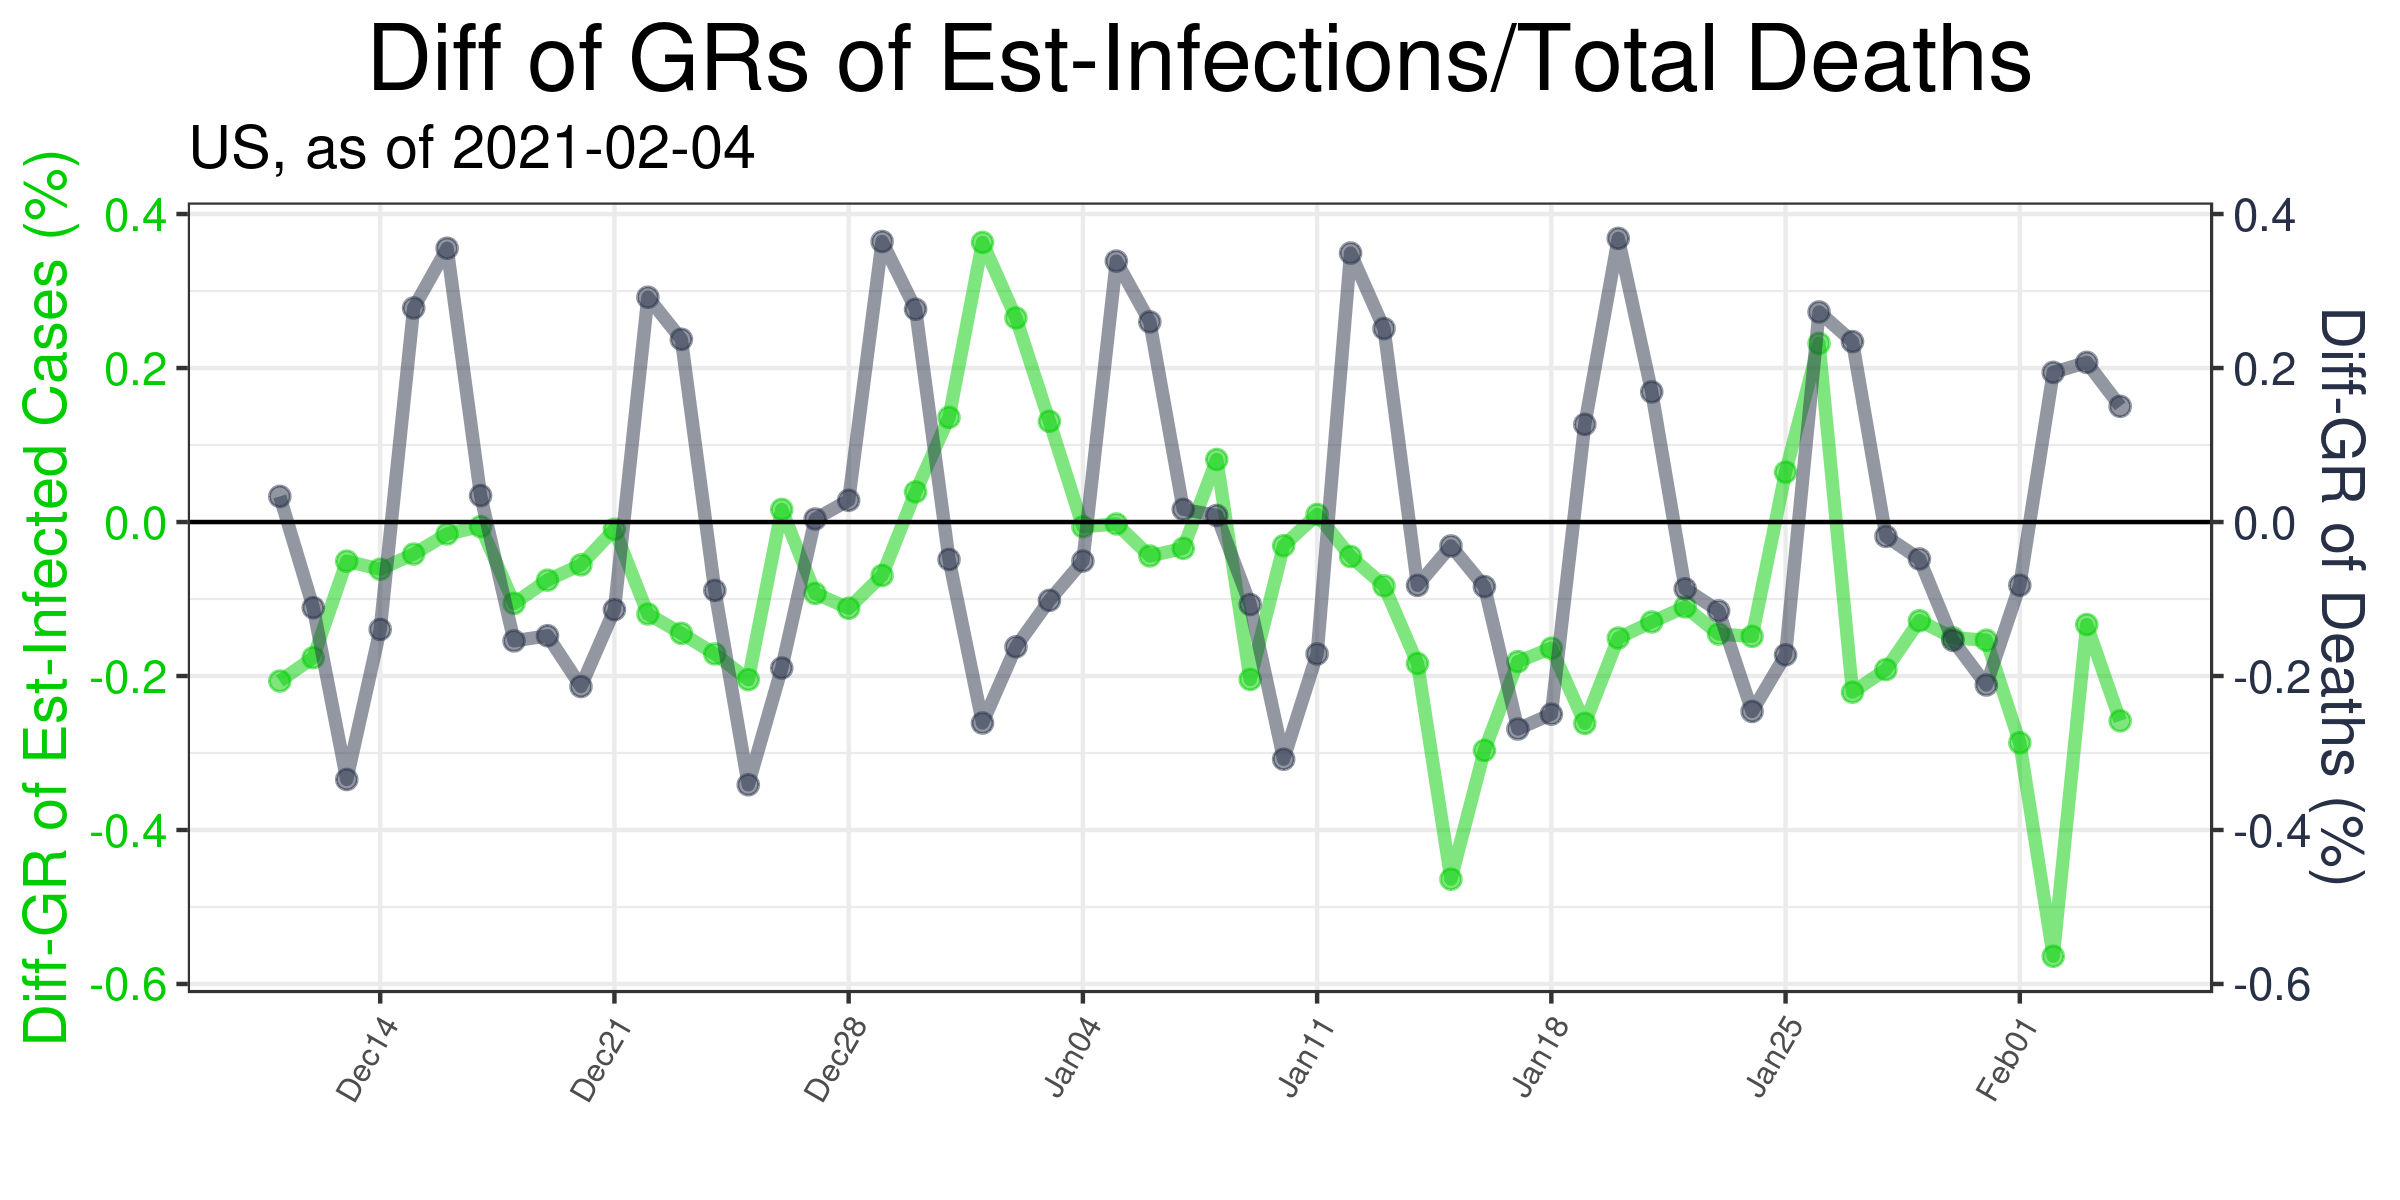 Diff of GRs of Est-Infections/Total Deaths
US, as of 2021-02-04
Diff-GR of Est-Infected Cases (%)
0.4
0.2
0.0
-0.2
-0.4
-0.6
0.4
0.2
0.0
-0.2
-0.4
-0.6
Diff-GR of Deaths (%)
Dec14
Dec21
Dec28
Jan04
Jan11
Jan18
Jan25
Feb01